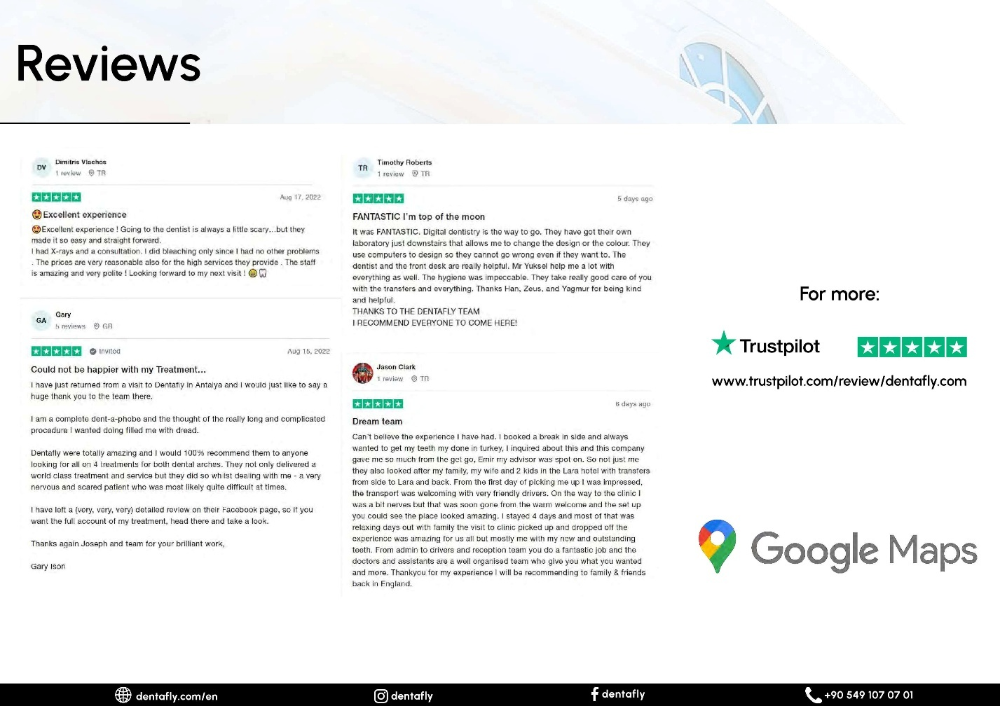 Reviews
DV
Dimitris Vlachos
1 review TR
Aug 17, 2022
🤩Excellent experience
🤩Excellent experience ! Going to the dentist is always a little scary...but they
made it so easy and straight forward.
I had X-rays and a consultation. I did bleaching only since I had no other problems
. The prices are very reasonable also for the high services they provide . The staff
is amazing and very polite ! Looking forward to my next visit ! 😁🦷
GA
Gary
5 reviews GB
Invited
Aug 15, 2022
Could not be happier with my Treatment...
I have just returned from a visit to Dentafly in Antalya and I would just like to say a
huge thank you to the team there.
I am a complete dent-a-phobe and the thought of the really long and complicated
procedure I wanted doing filled me with dread.
Dentafly were totally amazing and I would 100% recommend them to anyone
looking for all on 4 treatments for both dental arches. They not only delivered a
world class treatment and service but they did so whilst dealing with me - a very
nervous and scared patient who was most likely quite difficult at times.
I have left a (very, very, very) detailed review on their Facebook page, so if you
want the full account of my treatment, head there and take a look.
Thanks again Joseph and team for your brilliant work,
Gary Ison
TR
Timothy Roberts
1 review TR
5 days ago
FANTASTIC I'm top of the moon
It was FANTASTIC. Digital dentistry is the way to go. They have got their own
laboratory just downstairs that allows me to change the design or the colour. They
use computers to design so they cannot go wrong even if they want to. The
dentist and the front desk are really helpful. Mr Yuksel help me a lot with
everything as well. The hygiene was impeccable. They take really good care of you
with the transfers and everything. Thanks Han, Zeus, and Yagmur for being kind
and helpful.
THANKS TO THE DENTAFLY TEAM
I RECOMMEND EVERYONE TO COME HERE!
Jason Clark
1 review TR
6 days ago
Dream team
Can't believe the experience I have had. I booked a break in side and always
wanted to get my teeth my done in turkey, I inquired about this and this company
gave me so much from the get go, Emir my advisor was spot on. So not just me
they also looked after my family, my wife and 2 kids in the Lara hotel with transfers
from side to Lara and back. From the first day of picking me up I was impressed,
the transport was welcoming with very friendly drivers. On the way to the clinic I
was a bit nerves but that was soon gone from the warm welcome and the set up
you could see the place looked amazing. I stayed 4 days and most of that was
relaxing days out with family the visit to clinic picked up and dropped off the
experience was amazing for us all but mostly me with my new and outstanding
teeth. From admin to drivers and reception team you do a fantastic job and the
doctors and assistants are a well organised team who give you what you wanted
and more. Thankyou for my experience I will be recommending to family & friends
back in England.
For more:
Trustpilot
www.trustpilot.com/review/dentafly.com
Google Maps
dentafly.com/en
dentafly
dentafly
+90 549 107 07 01